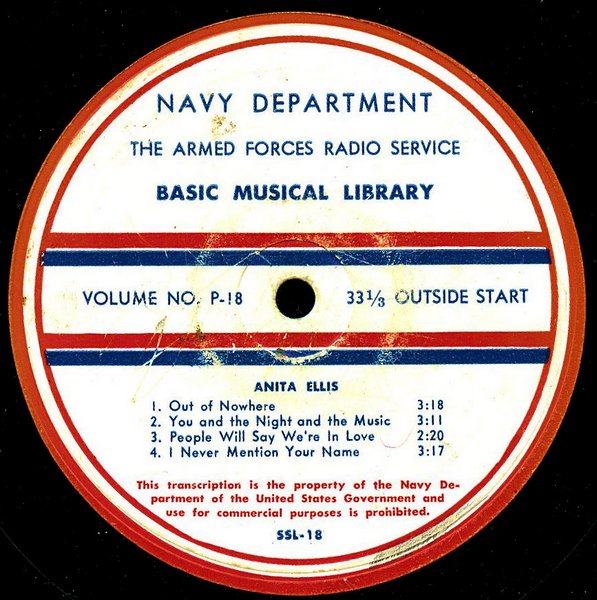 NAVY DEPARTMENT
THE ARMED FORCES RADIO SERVICE
BASIC MUSICAL LIBRARY
VOLUME NO. P-18 33 1/3 OUTSIDE START
ANITA ELLIS
1. Out of Nowhere 3:18
2. You and the Night and the Music 3:11
3. People Will Say We're In Love 2:20
4. I Never Mention Your Name 3:17
This transcription is the property of the Navy De-
partment of the United States Government and
use for commercial purposes is prohibited.
SSL-18